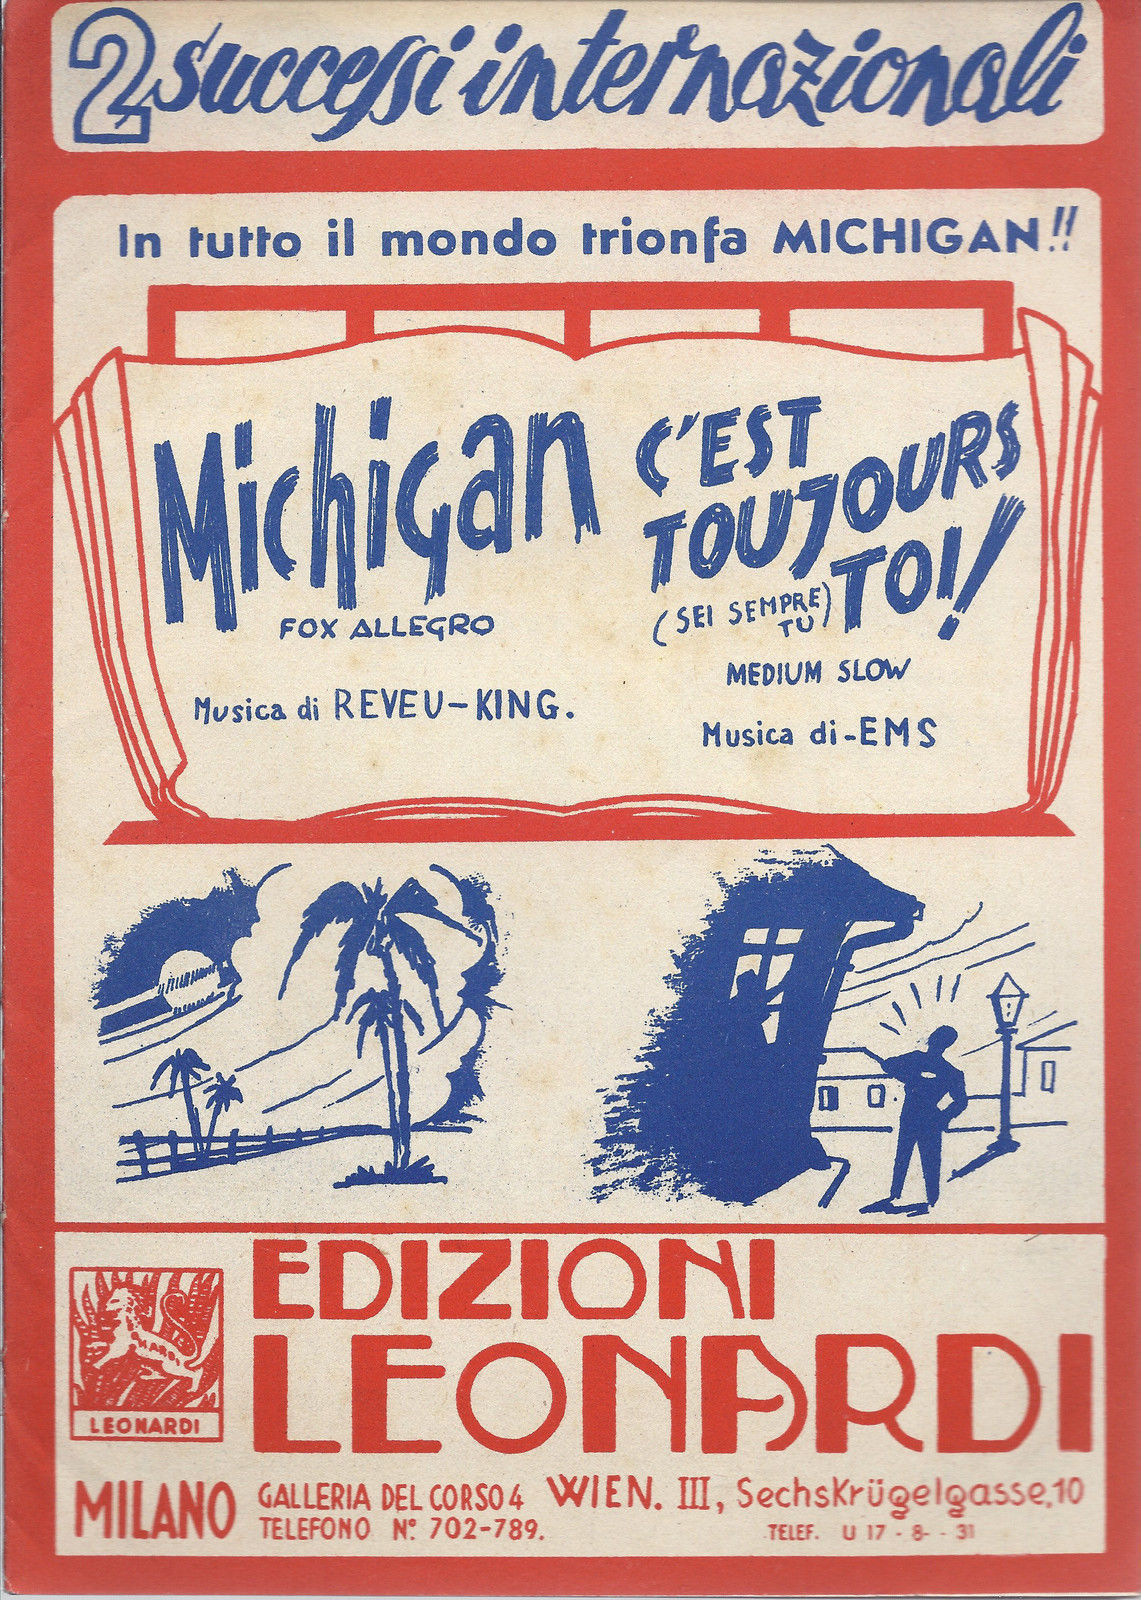 2 successi internazionali
In tutto il mondo trionfa MICHIGAN!!
Michigan
FOX ALLEGRO
Musica di REVEU-KING.
C'EST
TOUJOURS
TOI!
(SEI SEMPRE
TU)
MEDIUM SLOW
Musica di-EMS
EDIZIONI
LEONARDI
NARDI
LEONARDI
MILANO
GALLERIA DEL CORSO 4
TELEFONO Nº 702-789.
WIEN. III, SechsKrügelgasse,10
TELEF. U 17-8--31